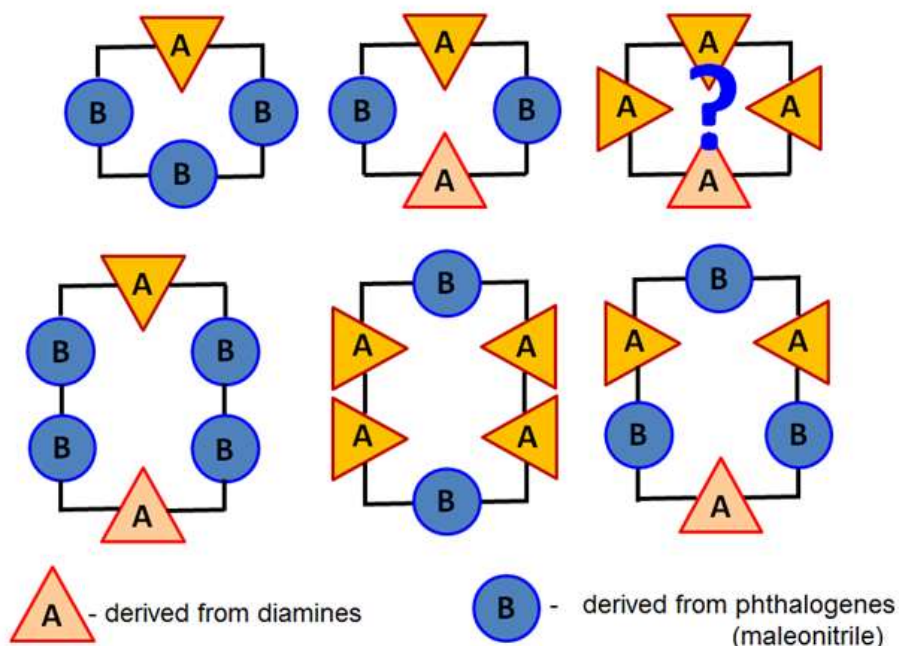 A A A
B B B B A ? A
B A A
A B B
B B A A A A
B B A A B B
A B A
A - derived from diamines B - derived from phthalogenes
(maleonitrile)